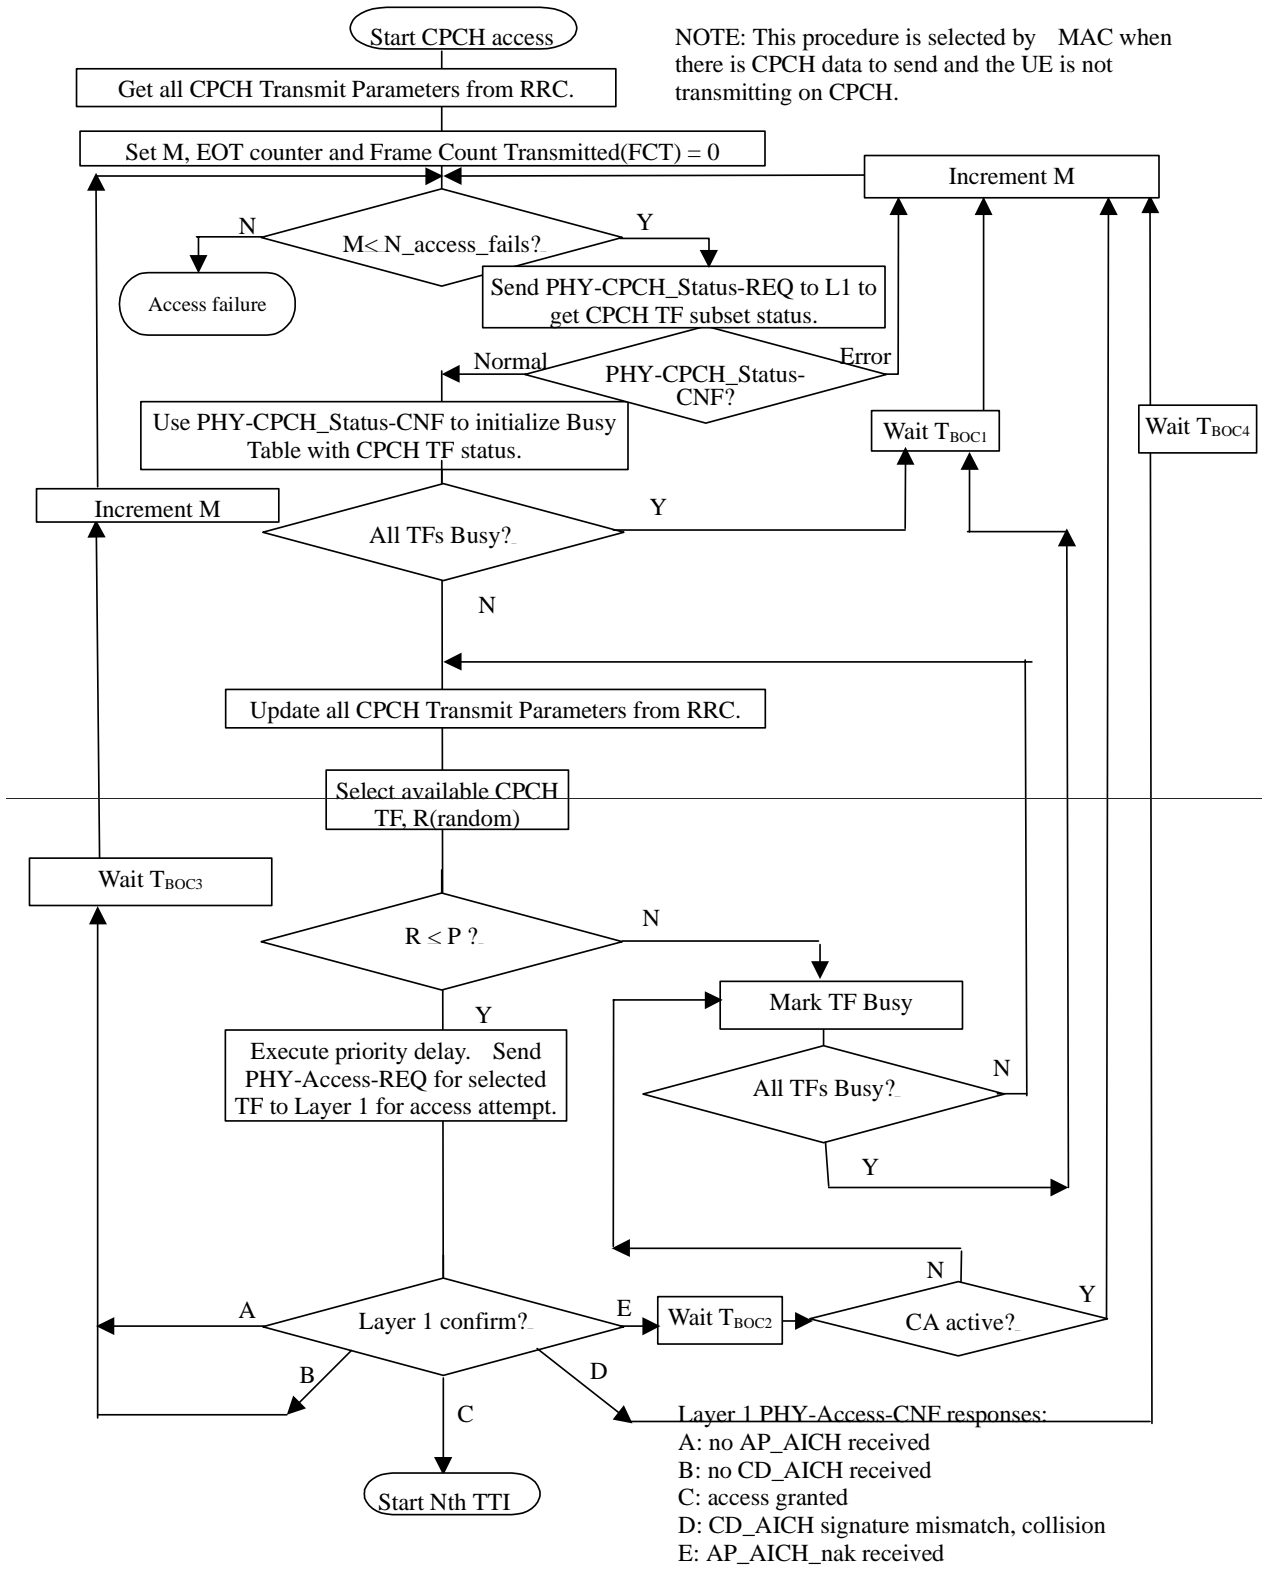 Start CPCH access
NOTE: This procedure is selected by MAC when
there is CPCH data to send and the UE is not
transmitting on CPCH.
Get all CPCH Transmit Parameters from RRC.
Set M, EOT counter and Frame Count Transmitted(FCT) = 0
Increment M
N
Y
M< N_access_fails?
Access failure
Send PHY-CPCH_Status-REQ to L1 to
get CPCH TF subset status.
Normal
Error
PHY-CPCH_Status-
CNF?
Use PHY-CPCH_Status-CNF to initialize Busy
Table with CPCH TF status.
Wait TBOC1
Wait TBOC4
Increment M
All TFs Busy?
Y
N
Update all CPCH Transmit Parameters from RRC.
Select available CPCH
TF, R(random)
Wait TBOC3
R < P ?
N
Y
Mark TF Busy
Execute priority delay. Send
PHY-Access-REQ for selected
TF to Layer 1 for access attempt.
All TFs Busy?
N
Y
N
Y
A
Layer 1 confirm?
E
Wait TBOC2
CA active?
B
D
C
Start Nth TTI
Layer 1 PHY-Access-CNF responses:
A: no AP_AICH received
B: no CD_AICH received
C: access granted
D: CD_AICH signature mismatch, collision
E: AP_AICH_nak received